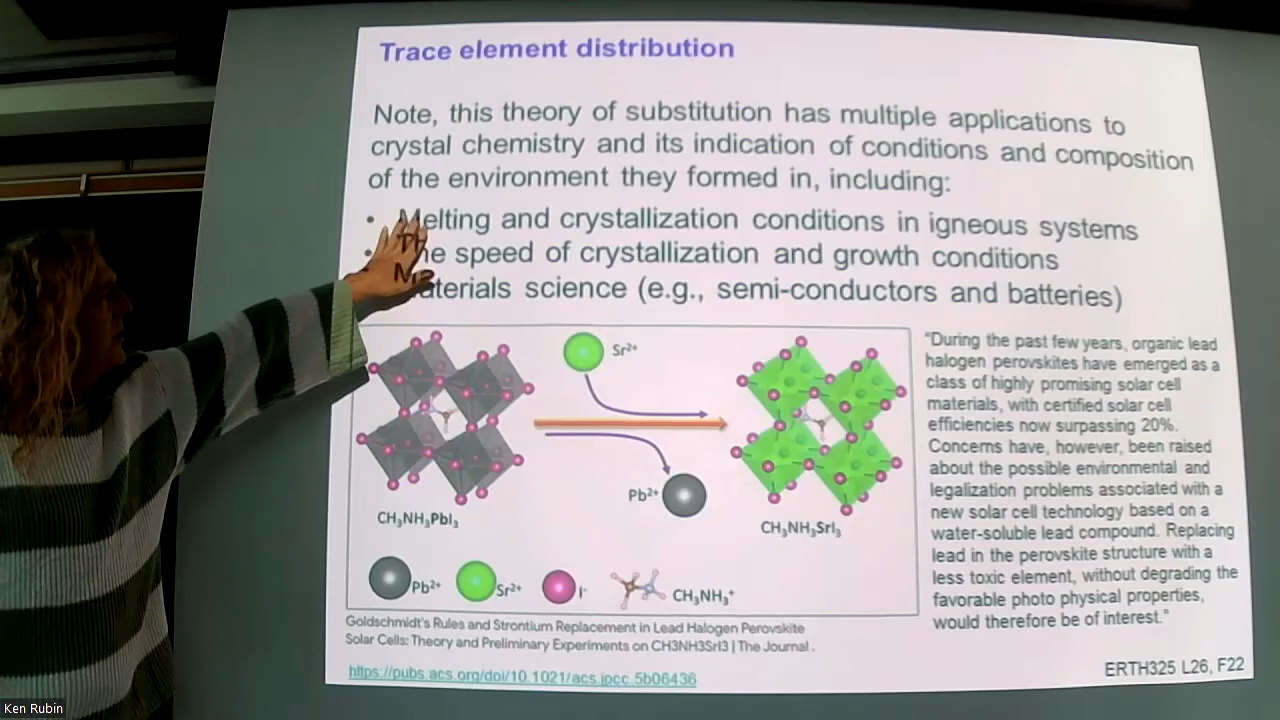 Trace element distribution
Note, this theory of substitution has multiple applications to
crystal chemistry and its indication of conditions and composition
of the environment they formed in, including:
• Melting and crystallization conditions in igneous systems
• The speed of crystallization and growth conditions
Materials science (e.g., semi-conductors and batteries)
Sr²⁺
Pb²⁺
CH₃NH₃PbI₃
CH₃NH₃SrI₃
Pb²⁺ Sr²⁺ I⁻ CH₃NH₃⁺
"During the past few years, organic lead
halogen perovskites have emerged as a
class of highly promising solar cell
materials, with certified solar cell
efficiencies now surpassing 20%.
Concerns have, however, been raised
about the possible environmental and
legalization problems associated with a
new solar cell technology based on a
water-soluble lead compound. Replacing
lead in the perovskite structure with a
less toxic element, without degrading the
favorable photo physical properties,
would therefore be of interest."
Goldschmidt's Rules and Strontium Replacement in Lead Halogen Perovskite
Solar Cells: Theory and Preliminary Experiments on CH3NH3SrI3 | The Journal .
https://pubs.acs.org/doi/10.1021/acs.jpcc.5b06436
ERTH325 L26, F22
Ken Rubin